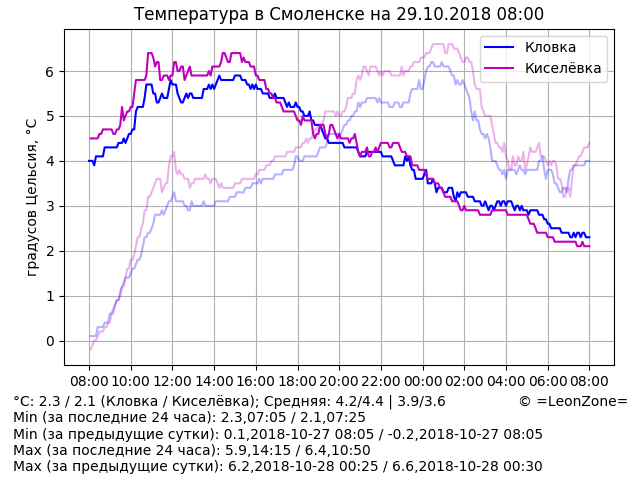 Температура в Смоленске на 29.10.2018 08:00
градусов Цельсия, °C
6
5
4
3
2
1
0
Кловка
Киселёвка
08:00 10:00 12:00 14:00 16:00 18:00 20:00 22:00 00:00 02:00 04:00 06:00 08:00
°C: 2.3 / 2.1 (Кловка / Киселёвка); Средняя: 4.2/4.4 | 3.9/3.6 © =LeonZone=
Min (за последние 24 часа): 2.3,07:05 / 2.1,07:25
Min (за предыдущие сутки): 0.1,2018-10-27 08:05 / -0.2,2018-10-27 08:05
Max (за последние 24 часа): 5.9,14:15 / 6.4,10:50
Max (за предыдущие сутки): 6.2,2018-10-28 00:25 / 6.6,2018-10-28 00:30